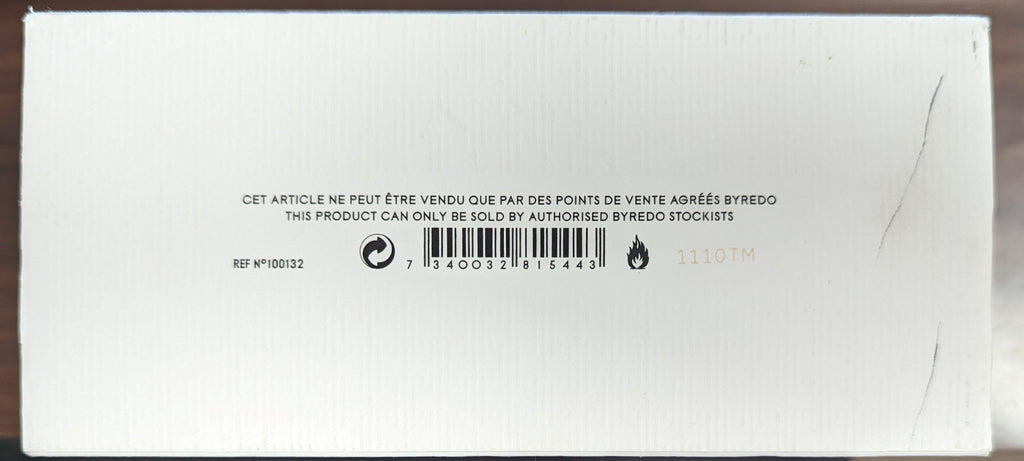 CET ARTICLE NE PEUT ÊTRE VENDU QUE PAR DES POINTS DE VENTE AGRÉÉS BYREDO
THIS PRODUCT CAN ONLY BE SOLD BY AUTHORISED BYREDO STOCKISTS
REF Nº100132 7 340032 815443 1110TM